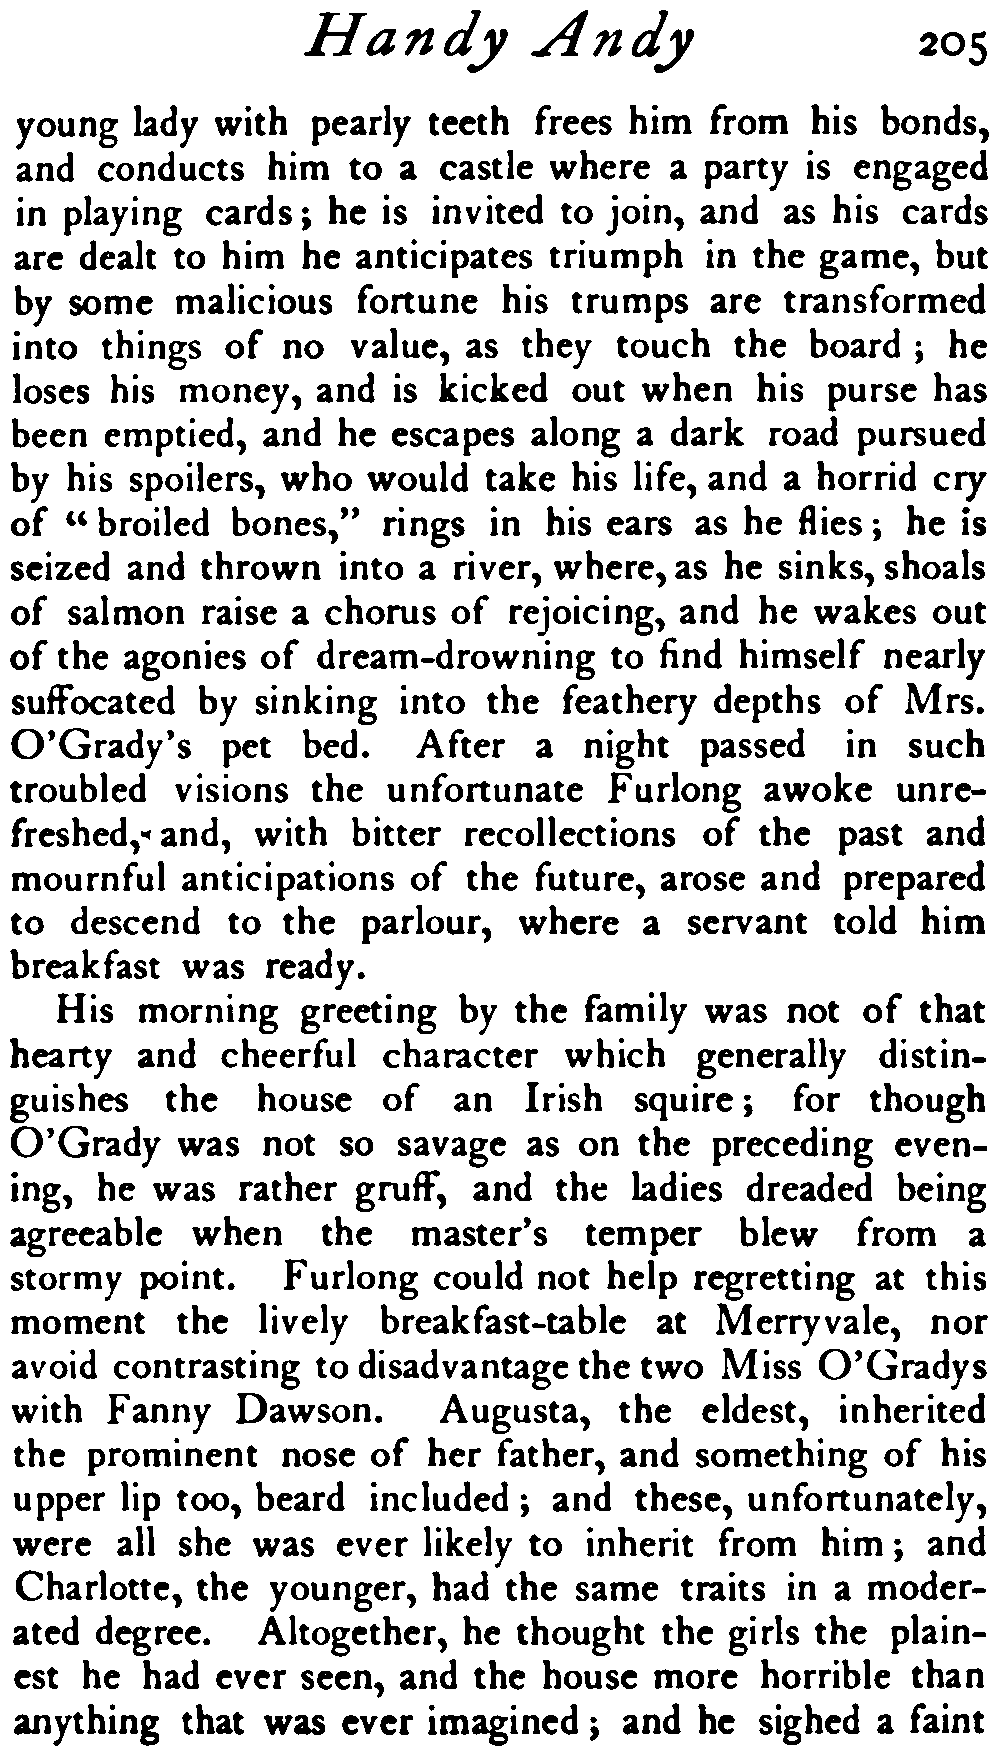 Handy Andy 205
young lady with pearly teeth frees him from his bonds,
and conducts him to a castle where a party is engaged
in playing cards; he is invited to join, and as his cards
are dealt to him he anticipates triumph in the game, but
by some malicious fortune his trumps are transformed
into things of no value, as they touch the board; he
loses his money, and is kicked out when his purse has
been emptied, and he escapes along a dark road pursued
by his spoilers, who would take his life, and a horrid cry
of "broiled bones," rings in his ears as he flies; he is
seized and thrown into a river, where, as he sinks, shoals
of salmon raise a chorus of rejoicing, and he wakes out
of the agonies of dream-drowning to find himself nearly
suffocated by sinking into the feathery depths of Mrs.
O'Grady's pet bed. After a night passed in such
troubled visions the unfortunate Furlong awoke unre-
freshed, and, with bitter recollections of the past and
mournful anticipations of the future, arose and prepared
to descend to the parlour, where a servant told him
breakfast was ready.
His morning greeting by the family was not of that
hearty and cheerful character which generally distin-
guishes the house of an Irish squire; for though
O'Grady was not so savage as on the preceding even-
ing, he was rather gruff, and the ladies dreaded being
agreeable when the master's temper blew from a
stormy point. Furlong could not help regretting at this
moment the lively breakfast-table at Merryvale, nor
avoid contrasting to disadvantage the two Miss O'Gradys
with Fanny Dawson. Augusta, the eldest, inherited
the prominent nose of her father, and something of his
upper lip too, beard included; and these, unfortunately,
were all she was ever likely to inherit from him; and
Charlotte, the younger, had the same traits in a moder-
ated degree. Altogether, he thought the girls the plain-
est he had ever seen, and the house more horrible than
anything that was ever imagined; and he sighed a faint